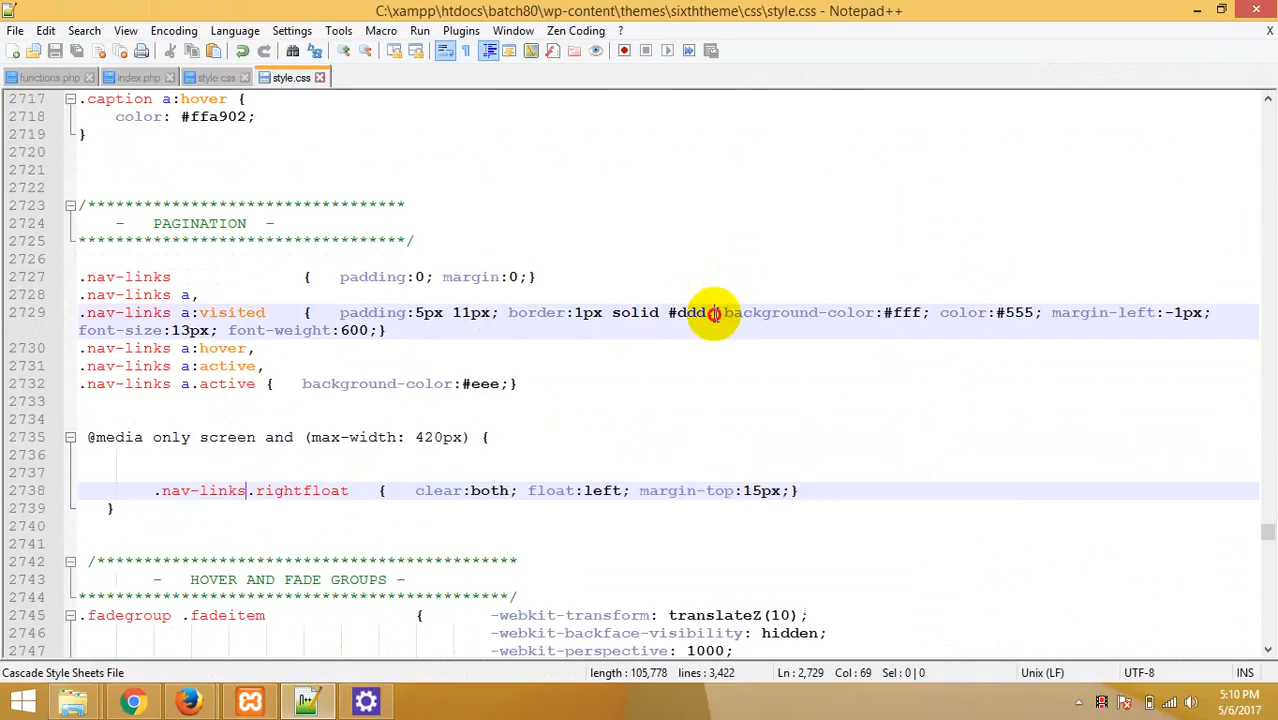 C:\xampp\htdocs\batch80\wp-content\themes\sixththeme\css\style.css - Notepad++
File Edit Search View Encoding Language Settings Tools Macro Run Plugins Window Zen Coding ? X
functions.php index.php style.css style.css
2717 .caption a:hover {
2718 color: #ffa902;
2719 }
2720
2721
2722
2723 /**********************************
2724 - PAGINATION -
2725 ***********************************/
2726
2727 .nav-links { padding:0; margin:0;}
2728 .nav-links a,
2729 .nav-links a:visited { padding:5px 11px; border:1px solid #ddd; background-color:#fff; color:#555; margin-left:-1px;
font-size:13px; font-weight:600;}
2730 .nav-links a:hover,
2731 .nav-links a:active,
2732 .nav-links a.active { background-color:#eee;}
2733
2734
2735 @media only screen and (max-width: 420px) {
2736
2737
2738 .nav-links.rightfloat { clear:both; float:left; margin-top:15px;}
2739 }
2740
2741
2742 /*********************************************
2743 - HOVER AND FADE GROUPS -
2744 **********************************************/
2745 .fadegroup .fadeitem { -webkit-transform: translateZ(10);
2746 -webkit-backface-visibility: hidden;
2747 -webkit-perspective: 1000;
Cascade Style Sheets File length : 105,778 lines : 3,422 Ln : 2,729 Col : 69 Sel : 0 | 0 Unix (LF) UTF-8 INS
5:10 PM
5/6/2017